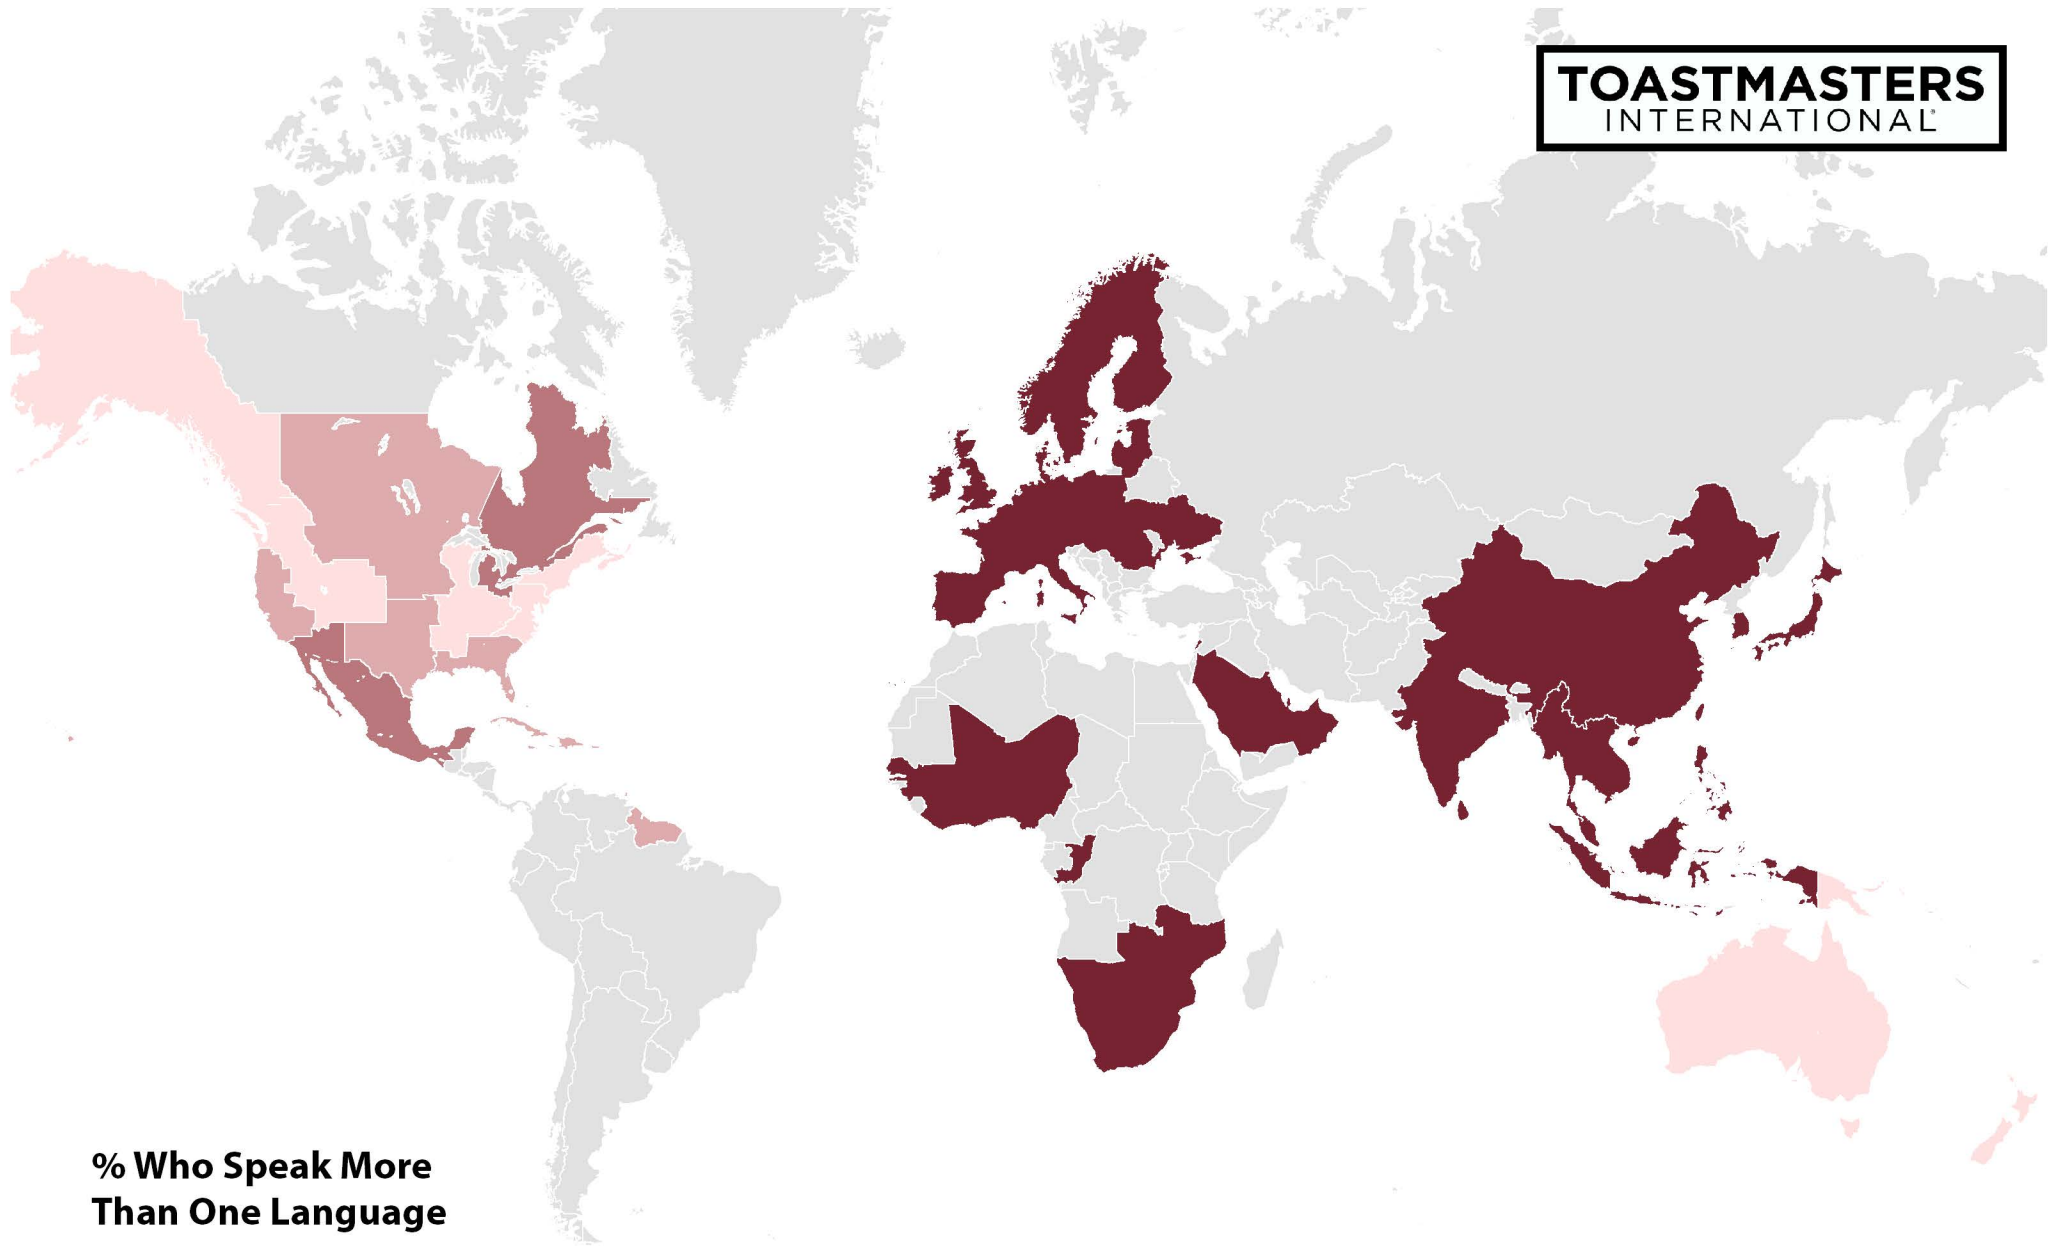 TOASTMASTERS
INTERNATIONAL®
% Who Speak More
Than One Language